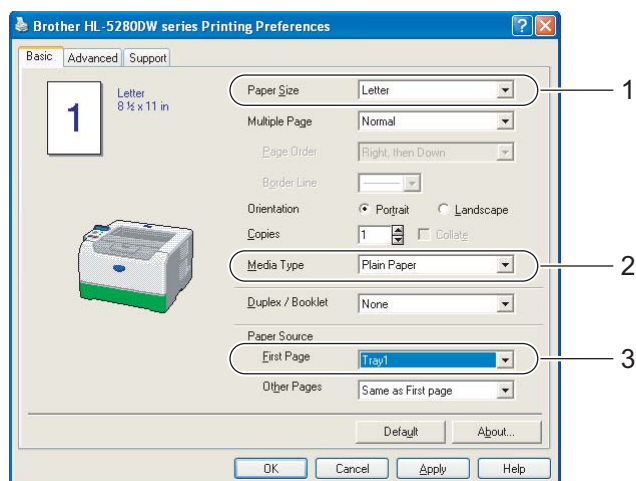 Brother HL-5280DW series Printing Preferences
Basic Advanced Support
1
Letter
8 ½ x 11 in
Paper Size Letter 1
Multiple Page Normal
Page Order Right, then Down
Border Line
Orientation Portrait Landscape
Copies 1 Collate
Media Type Plain Paper 2
Duplex / Booklet None
Paper Source
First Page Tray1 3
Other Pages Same as First page
Default About...
OK Cancel Apply Help